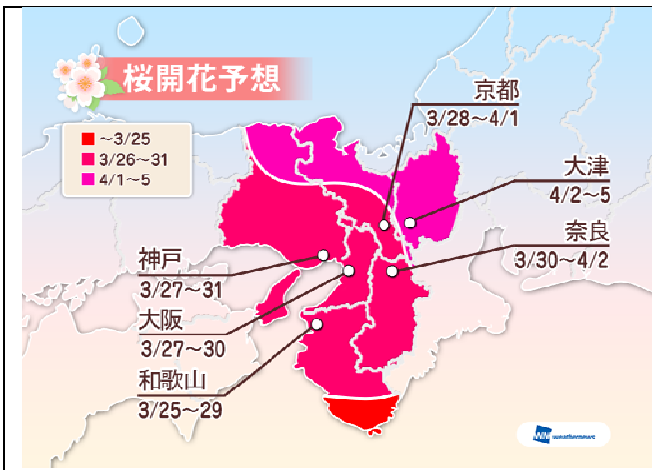 桜開花予想
～3/25
3/26～31
4/1～5
京都
3/28～4/1
大津
4/2～5
奈良
3/30～4/2
神戸
3/27～31
大阪
3/27～30
和歌山
3/25～29
weathernews